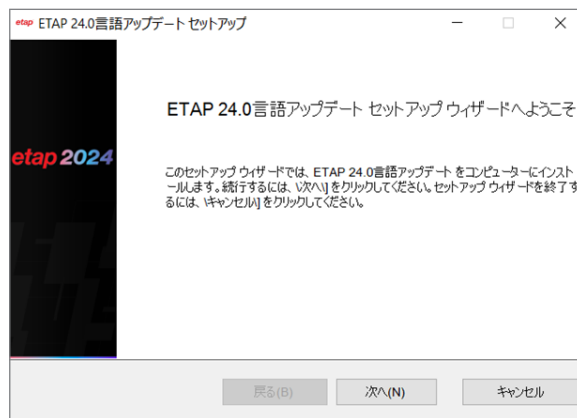 etap ETAP 24.0言語アップデート セットアップ
ETAP 24.0言語アップデート セットアップ ウィザードへようこそ
etap 2024
このセットアップ ウィザードでは、ETAP 24.0言語アップデート をコンピューターにインスト
ールします。続行するには、\[次へ\]をクリックしてください。セットアップ ウィザードを終了す
るには、\[キャンセル\]をクリックしてください。
戻る(B)
次へ(N)
キャンセル